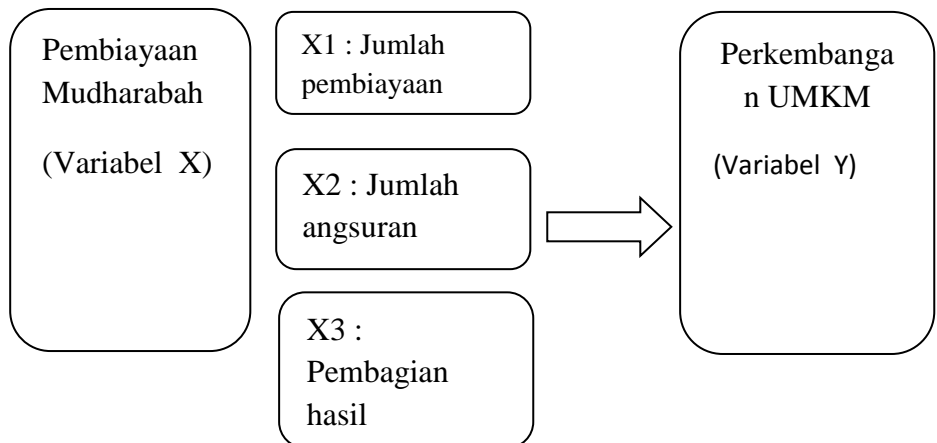 Pembiayaan
Mudharabah
(Variabel X)
X1 : Jumlah
pembiayaan
X2 : Jumlah
angsuran
X3 :
Pembagian
hasil
Perkembanga
n UMKM
(Variabel Y)